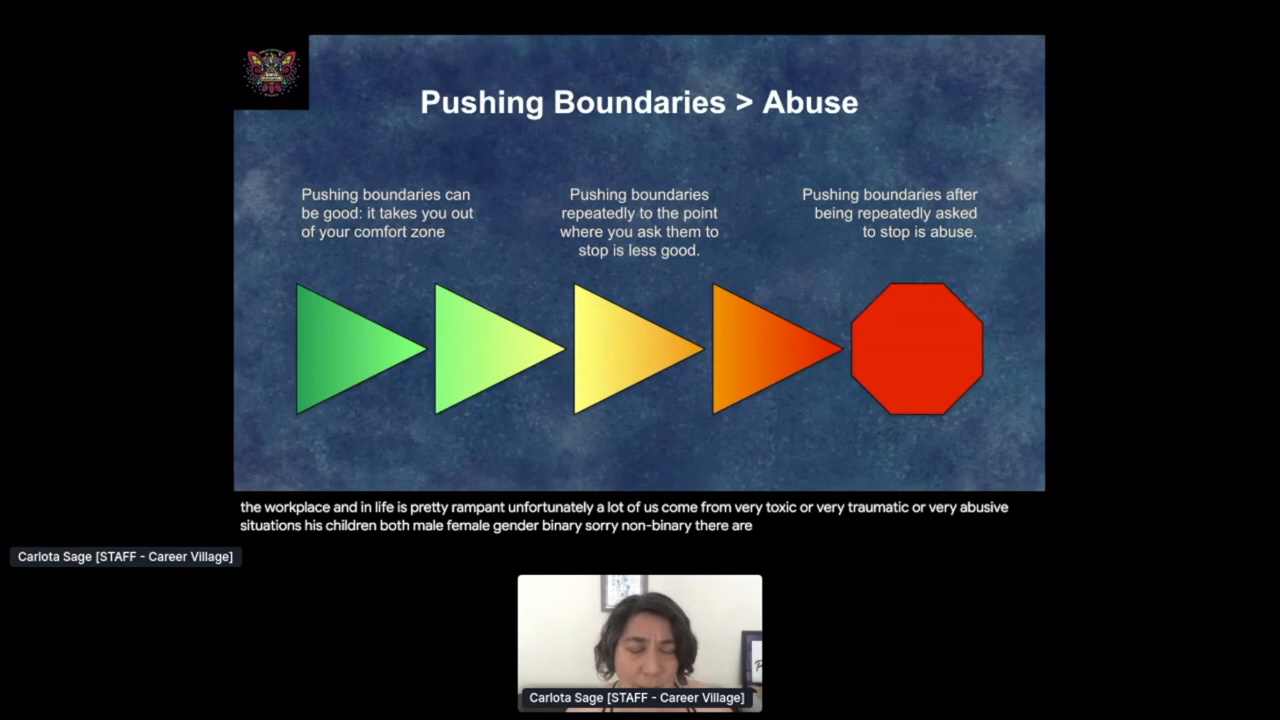 Pushing Boundaries > Abuse
Pushing boundaries can
be good: it takes you out
of your comfort zone
Pushing boundaries
repeatedly to the point
where you ask them to
stop is less good.
Pushing boundaries after
being repeatedly asked
to stop is abuse.
the workplace and in life is pretty rampant unfortunately a lot of us come from very toxic or very traumatic or very abusive
situations his children both male female gender binary sorry non-binary there are
Carlota Sage [STAFF - Career Village]
Carlota Sage [STAFF - Career Village]